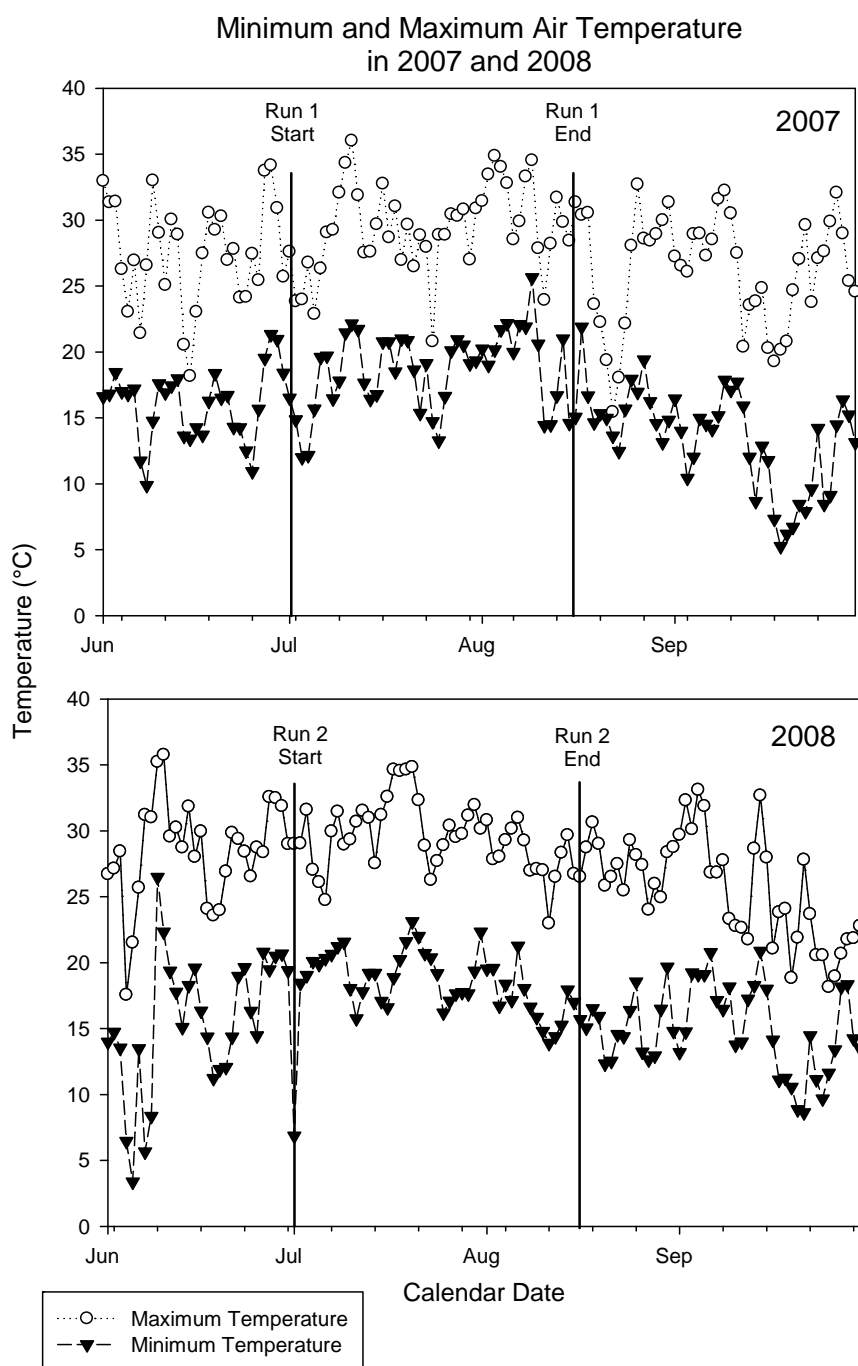 Minimum and Maximum Air Temperature
in 2007 and 2008
40
35
30
25
20
15
10
5
0
Run 1
Start
Run 1
End
2007
Jun
Jul
Aug
Sep
Temperature (°C)
40
35
30
25
20
15
10
5
0
Run 2
Start
Run 2
End
2008
Jun
Jul
Aug
Sep
Calendar Date
Maximum Temperature
Minimum Temperature